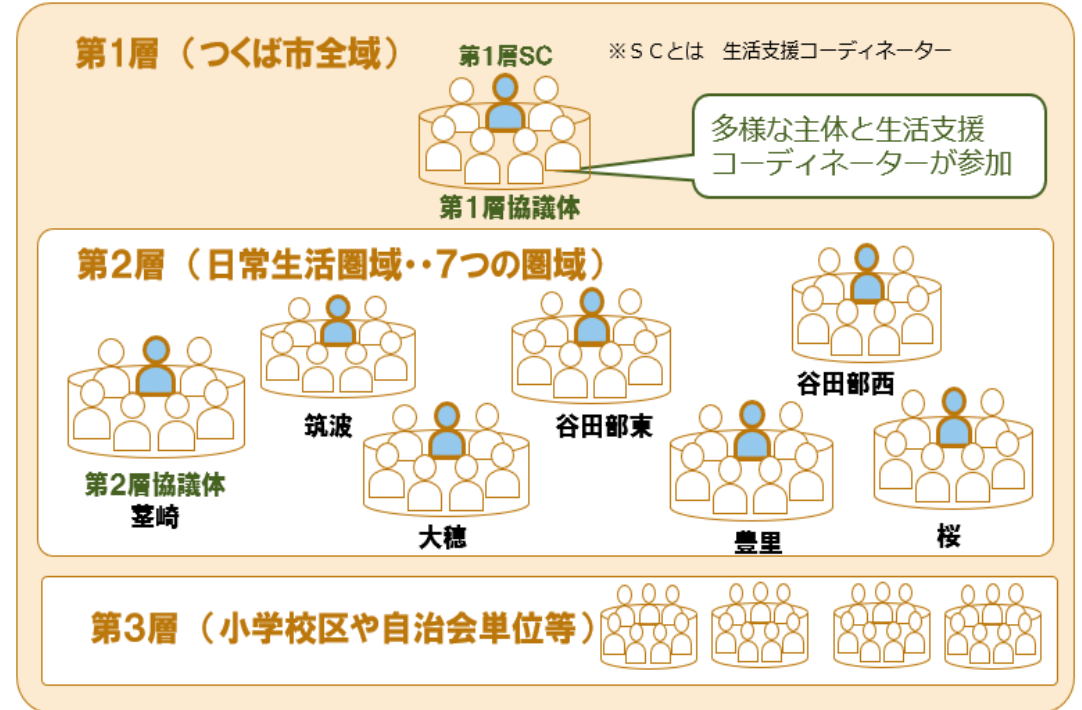 第1層（つくば市全域）
第1層SC
※ＳＣとは　生活支援コーディネーター
多様な主体と生活支援
コーディネーターが参加
第1層協議体
第2層（日常生活圏域・・7つの圏域）
谷田部西
筑波
谷田部東
第2層協議体
茎崎
大穂
豊里
桜
第3層（小学校区や自治会単位等）